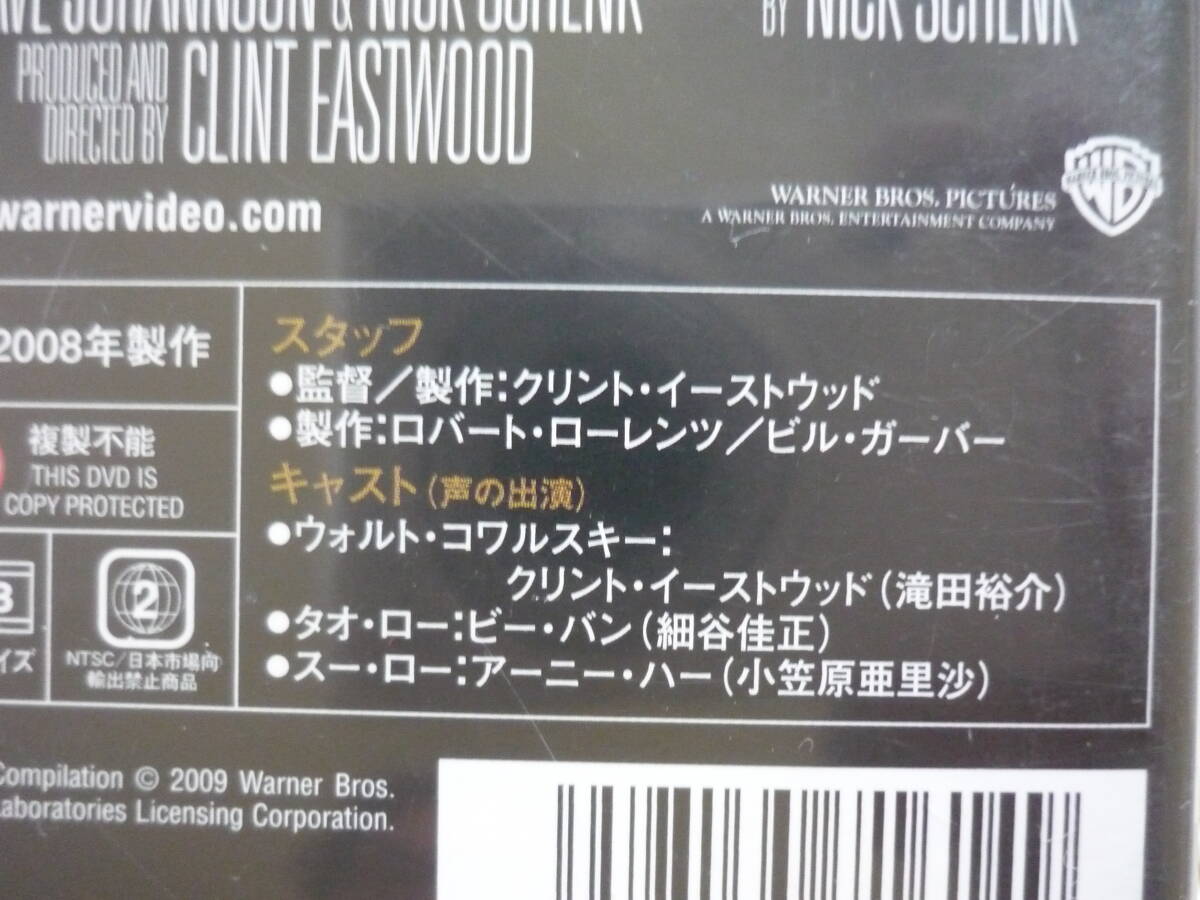 & NICK SCHENK
BY NICK SCHENK
PRODUCED AND
DIRECTED BY CLINT EASTWOOD
warnervideo.com
WARNER BROS. PICTURES
A WARNER BROS. ENTERTAINMENT COMPANY
WB
2008年製作
複製不能
THIS DVD IS
COPY PROTECTED
2
NTSC/日本市場向
輸出禁止商品
スタッフ
●監督/製作:クリント・イーストウッド
●製作:ロバート・ローレンツ/ビル・ガーバー
キャスト(声の出演)
●ウォルト・コワルスキー:
クリント・イーストウッド(滝田裕介)
●タオ・ロー:ビー・バン(細谷佳正)
●スー・ロー:アーニー・ハー(小笠原亜里沙)
Compilation © 2009 Warner Bros.
Laboratories Licensing Corporation.